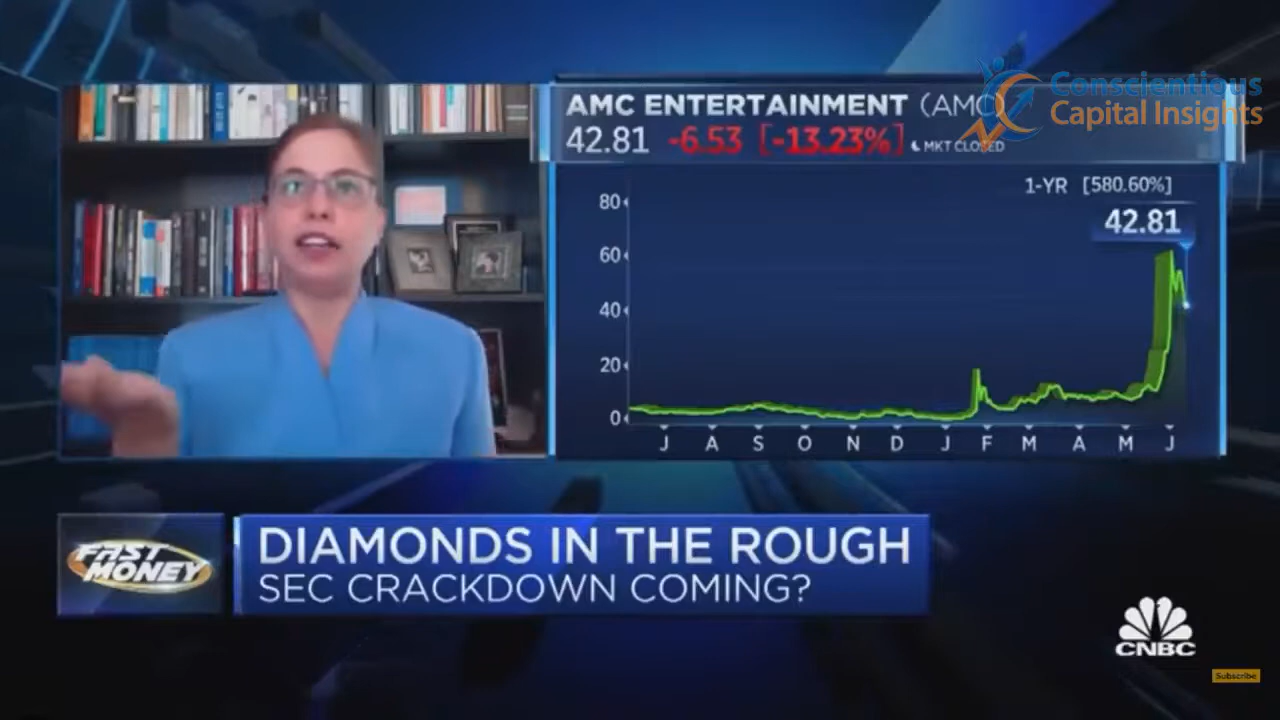 AMC ENTERTAINMENT (AMC)
42.81 -6.53 [-13.23%] MKT CLOSED
Conscientious
Capital Insights
1-YR [580.60%]
42.81
80
60
40
20
0
J A S O N D J F M A M J
FAST
MONEY
DIAMONDS IN THE ROUGH
SEC CRACKDOWN COMING?
CNBC
Subscribe